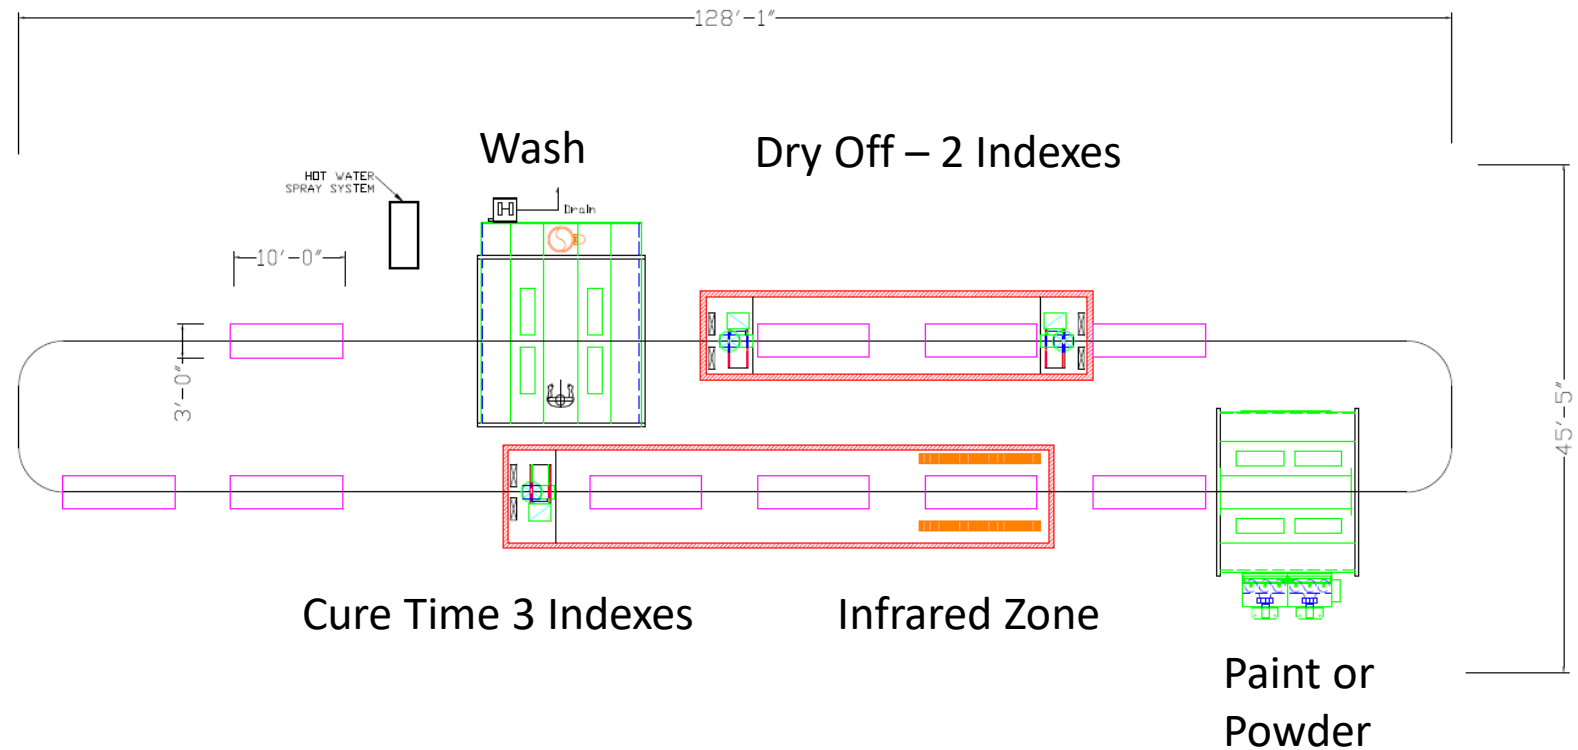 128'-1"
Wash
Dry Off – 2 Indexes
HOT WATER
SPRAY SYSTEM
Drain
10'-0"
3'-0"
45'-5"
Cure Time 3 Indexes
Infrared Zone
Paint or
Powder